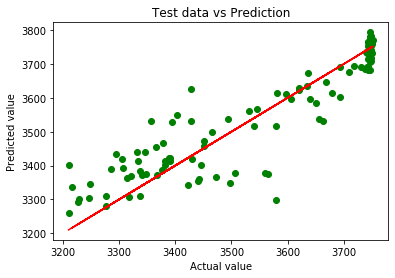 Test data vs Prediction
3800
3700
3600
3500
3400
3300
3200
Predicted value
3200 3300 3400 3500 3600 3700
Actual value